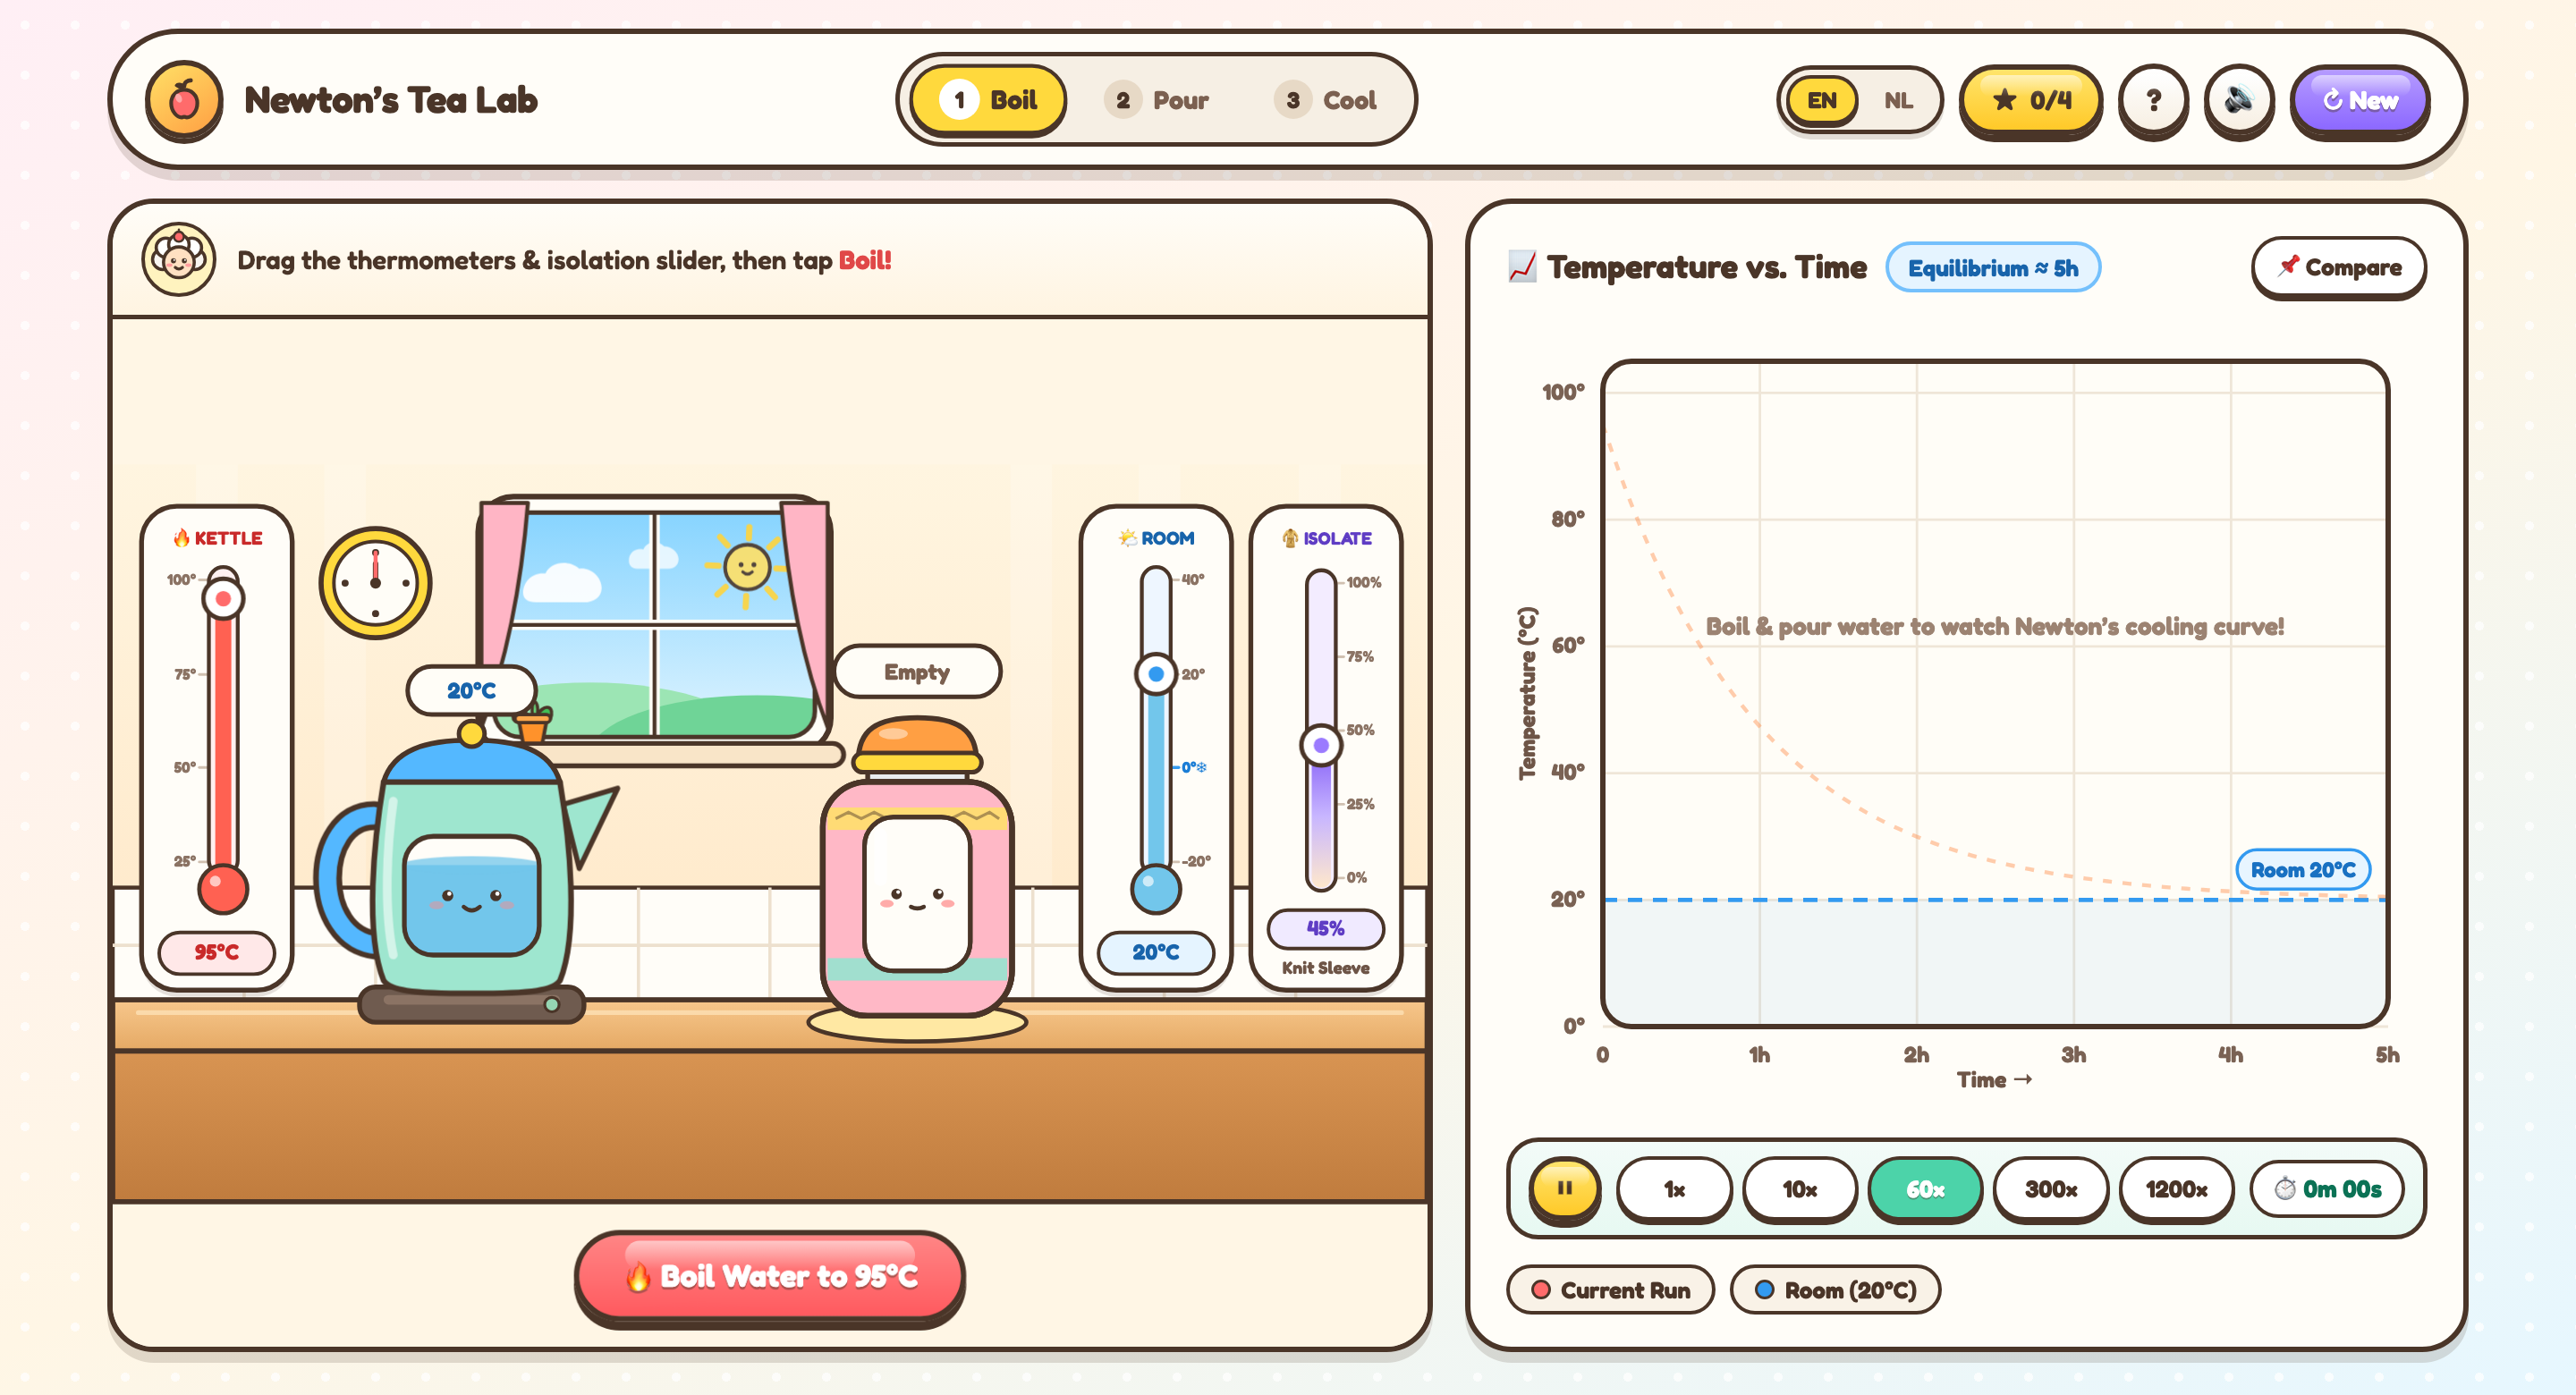 Newton's Tea Lab
1 Boil
2 Pour
3 Cool
EN
NL
★ 0/4
?
↻ New
Drag the thermometers & isolation slider, then tap Boil!
KETTLE
100°
75°
50°
25°
95°C
20°C
Empty
ROOM
40°
20°
0°❄
-20°
20°C
ISOLATE
100%
75%
50%
25%
0%
45%
Knit Sleeve
🔥 Boil Water to 95°C
Temperature vs. Time
Equilibrium ≈ 5h
Compare
Temperature (°C)
100°
80°
60°
40°
20°
0°
Boil & pour water to watch Newton's cooling curve!
Room 20°C
0
1h
2h
3h
4h
5h
Time →
1x
10x
60x
300x
1200x
0m 00s
Current Run
Room (20°C)